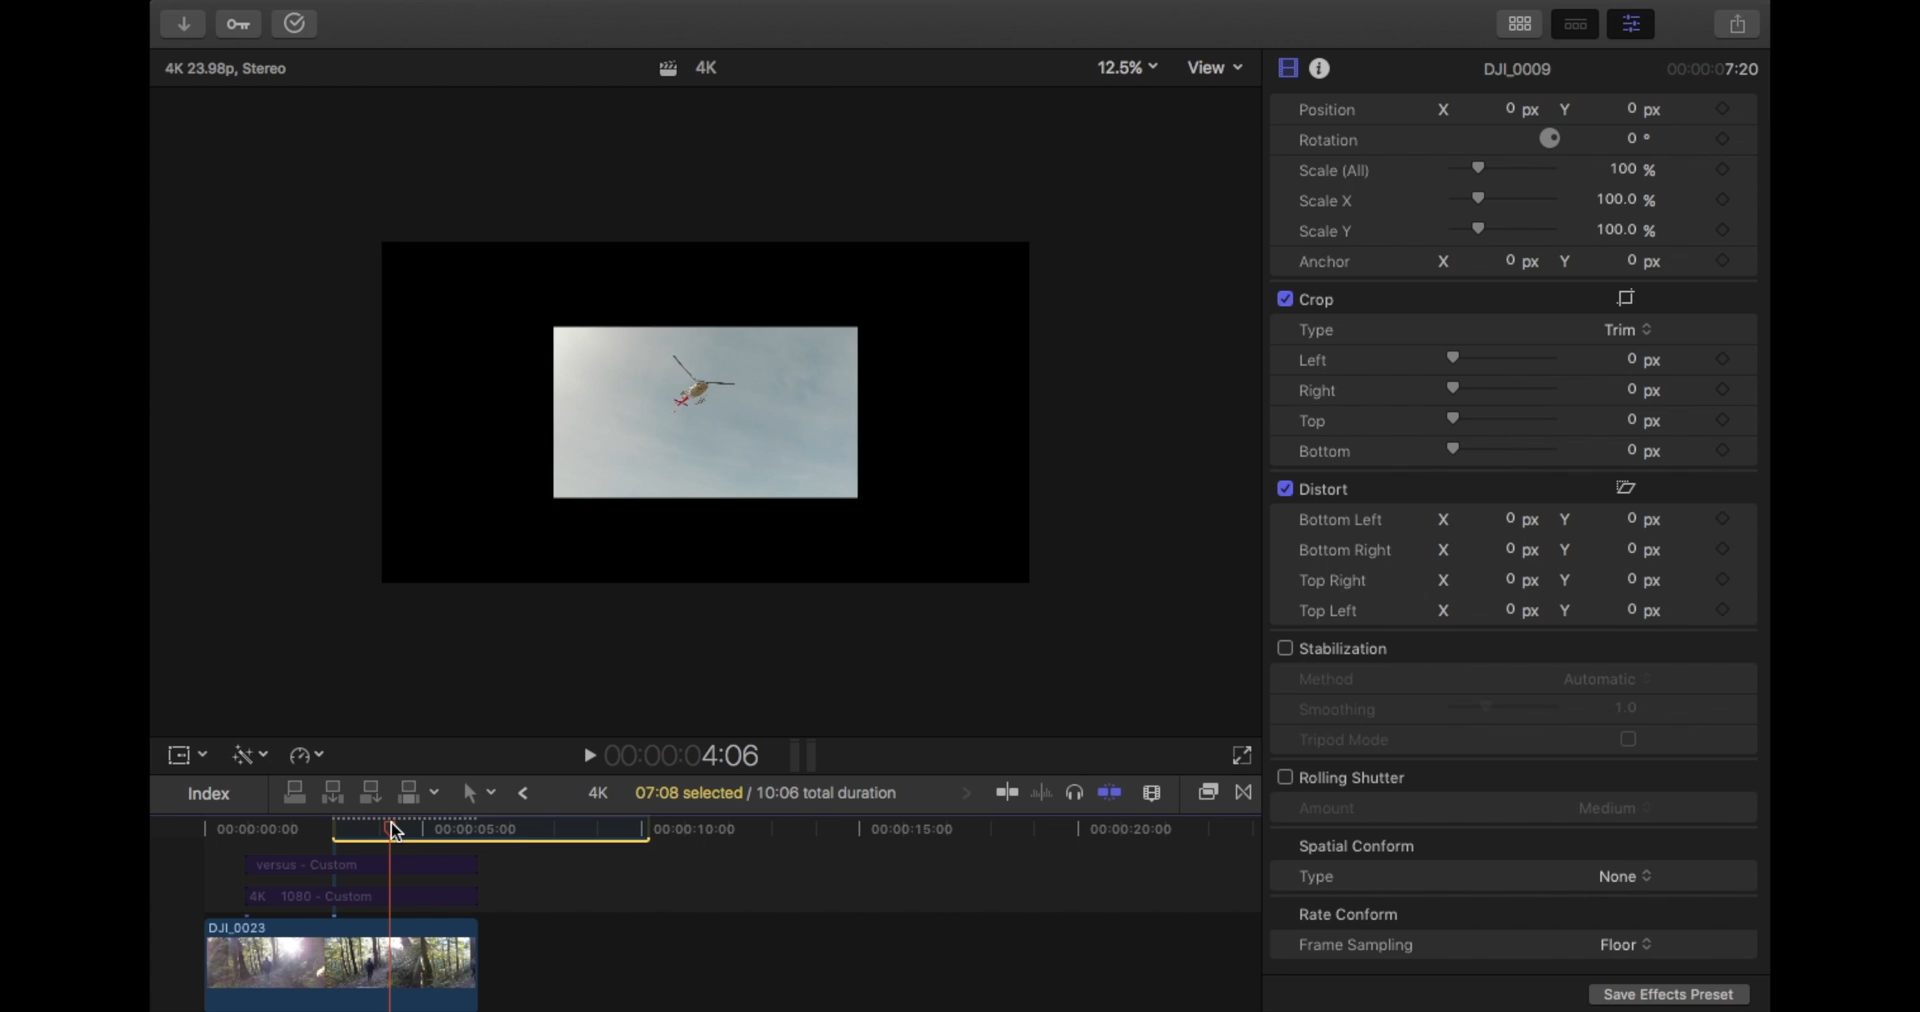 4K 23.98p, Stereo
4K
12.5%
View
DJI_0009
00:00:07:20
Position X 0 px Y 0 px
Rotation 0 °
Scale (All) 100 %
Scale X 100.0 %
Scale Y 100.0 %
Anchor X 0 px Y 0 px
Crop
Type Trim
Left 0 px
Right 0 px
Top 0 px
Bottom 0 px
Distort
Bottom Left X 0 px Y 0 px
Bottom Right X 0 px Y 0 px
Top Right X 0 px Y 0 px
Top Left X 0 px Y 0 px
Stabilization
Method Automatic
Smoothing 1.0
Tripod Mode
Rolling Shutter
Amount Medium
Spatial Conform
Type None
Rate Conform
Frame Sampling Floor
Save Effects Preset
00:00:04:06
Index
4K
07:08 selected / 10:06 total duration
00:00:00:00
00:00:05:00
00:00:10:00
00:00:15:00
00:00:20:00
versus - Custom
4K 1080 - Custom
DJI_0023